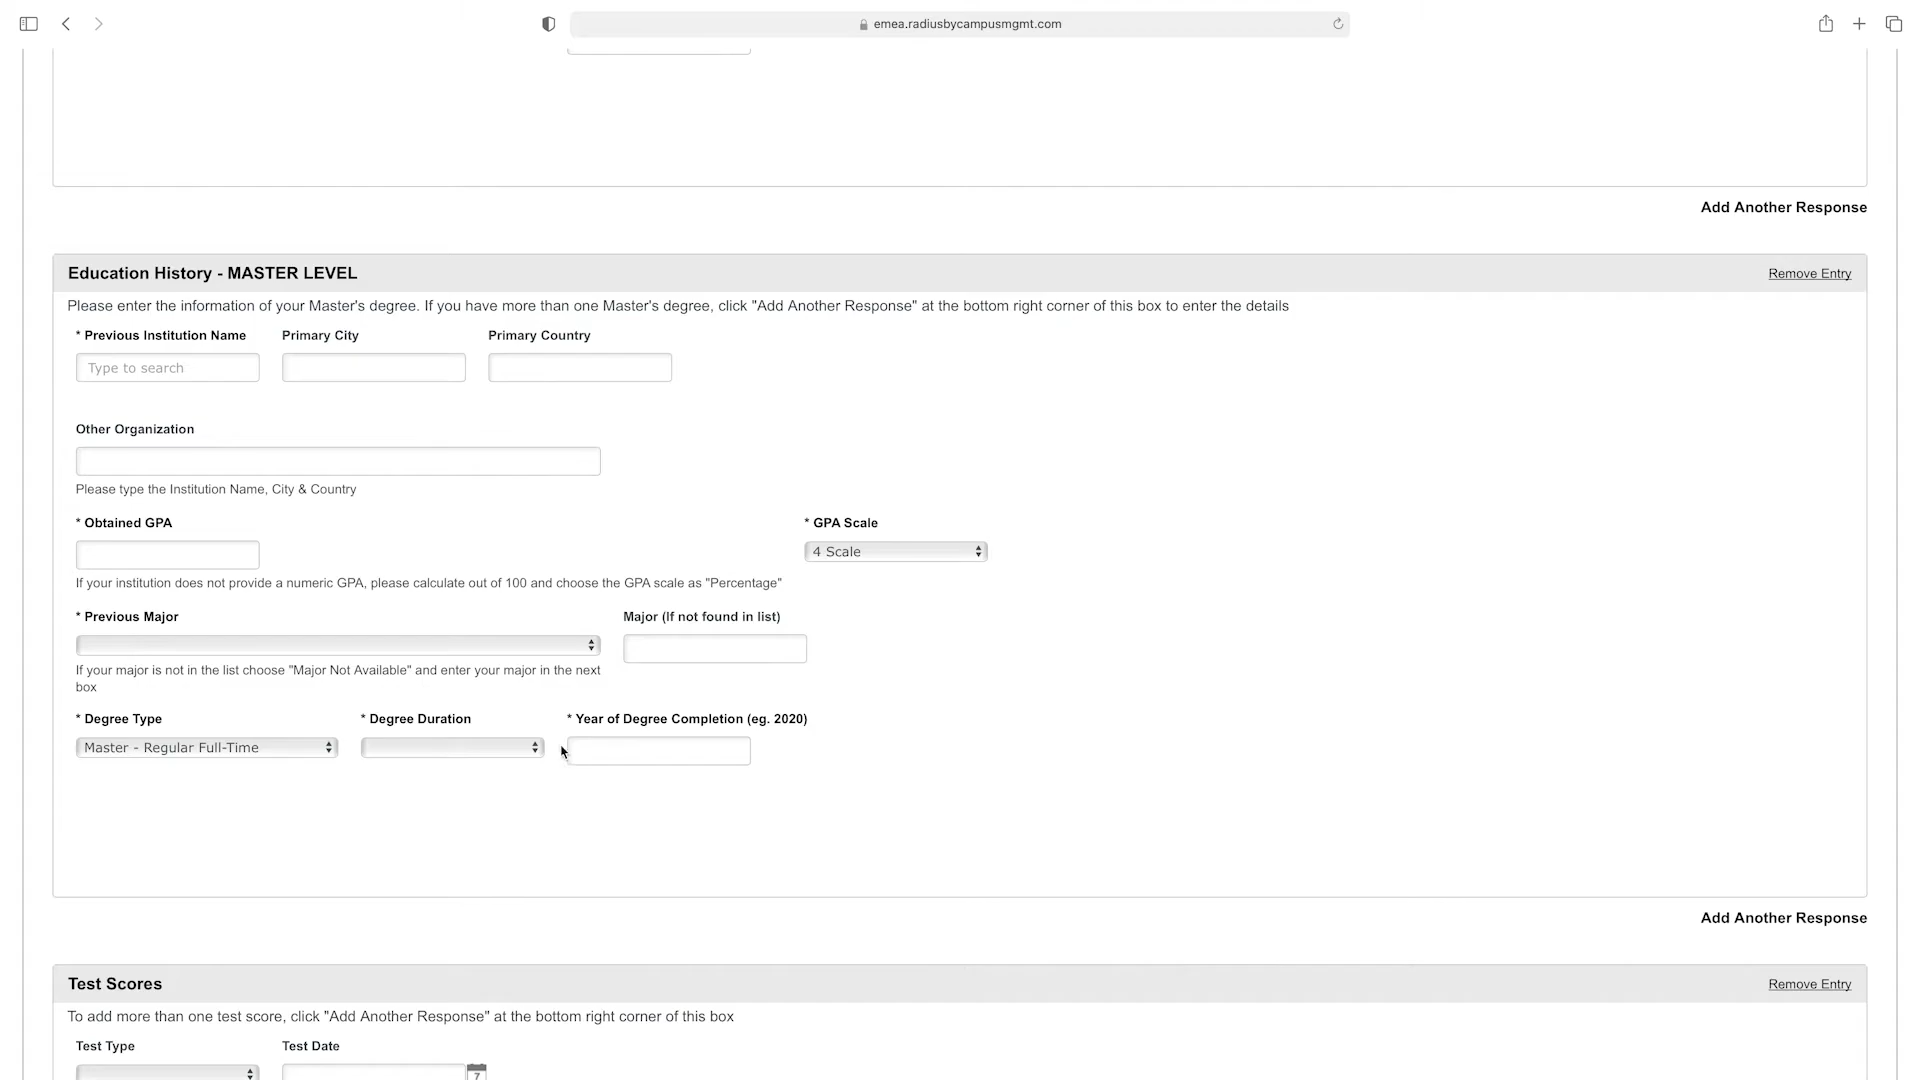 emea.radiusbycampusmgmt.com
Add Another Response
Education History - MASTER LEVEL
Remove Entry
Please enter the information of your Master's degree. If you have more than one Master's degree, click "Add Another Response" at the bottom right corner of this box to enter the details
* Previous Institution Name
Primary City
Primary Country
Type to search
Other Organization
Please type the Institution Name, City & Country
* Obtained GPA
* GPA Scale
4 Scale
If your institution does not provide a numeric GPA, please calculate out of 100 and choose the GPA scale as "Percentage"
* Previous Major
Major (If not found in list)
If your major is not in the list choose "Major Not Available" and enter your major in the next
box
* Degree Type
* Degree Duration
* Year of Degree Completion (eg. 2020)
Master - Regular Full-Time
Add Another Response
Test Scores
Remove Entry
To add more than one test score, click "Add Another Response" at the bottom right corner of this box
Test Type
Test Date
7